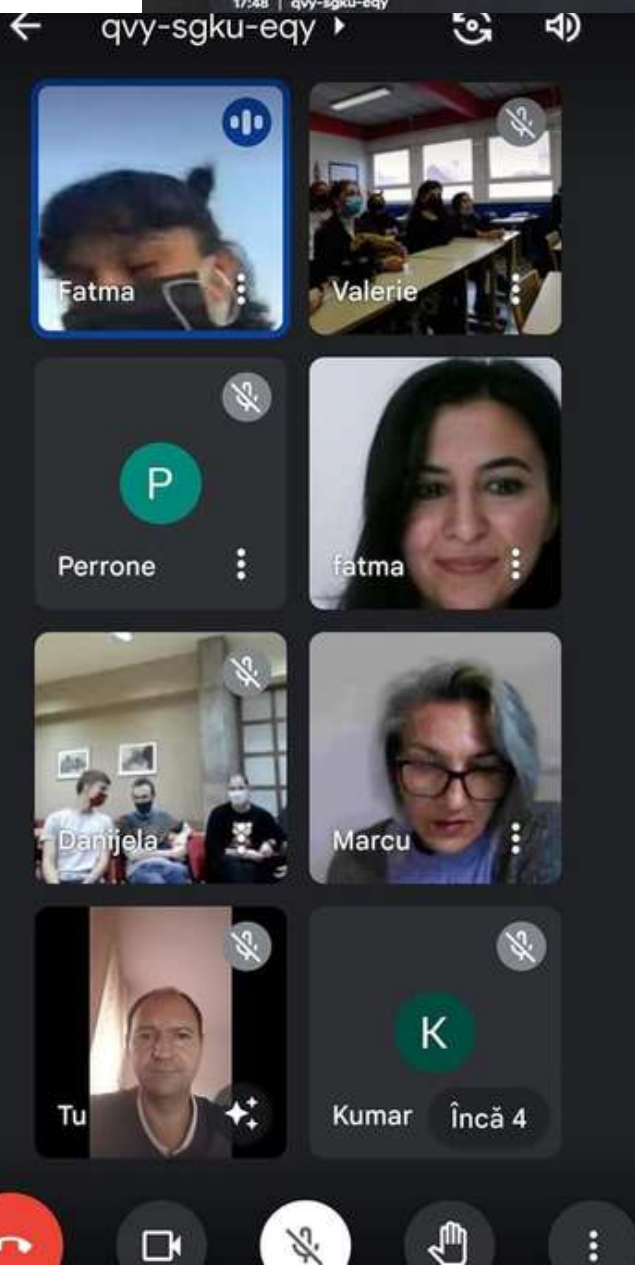 17:48 | qvy-sgku-eqy
qvy-sgku-eqy
Fatma
Valerie
P
Perrone
fatma
Danijela
Marcu
Tu
K
Kumar
Încă 4